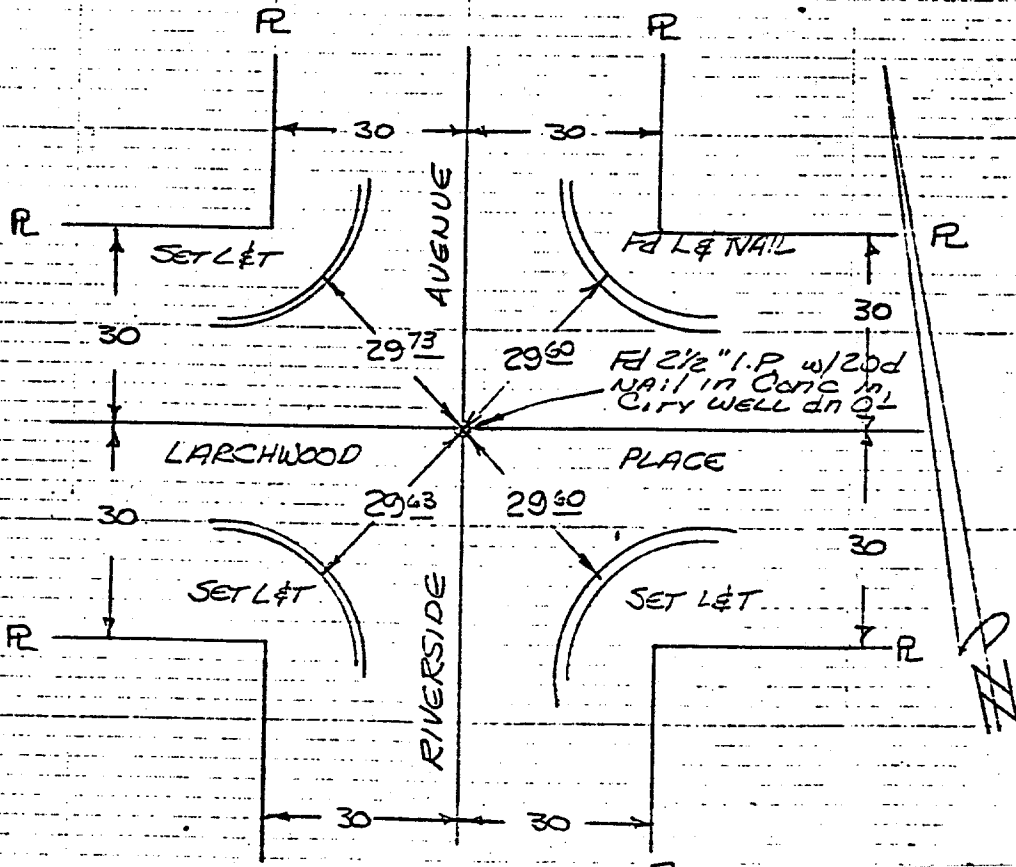 PL
PL
30
30
PL
SET L&T
AVENUE
Fd L& NAIL
PL
30
30
29 73
29 60
Fd 2½" I.P. w/20d
NAil in Conc in
CITY WELL dn
LARCHWOOD
PLACE
29 63
29 60
30
30
SET L&T
SET L&T
PL
PL
RIVERSIDE
30
30